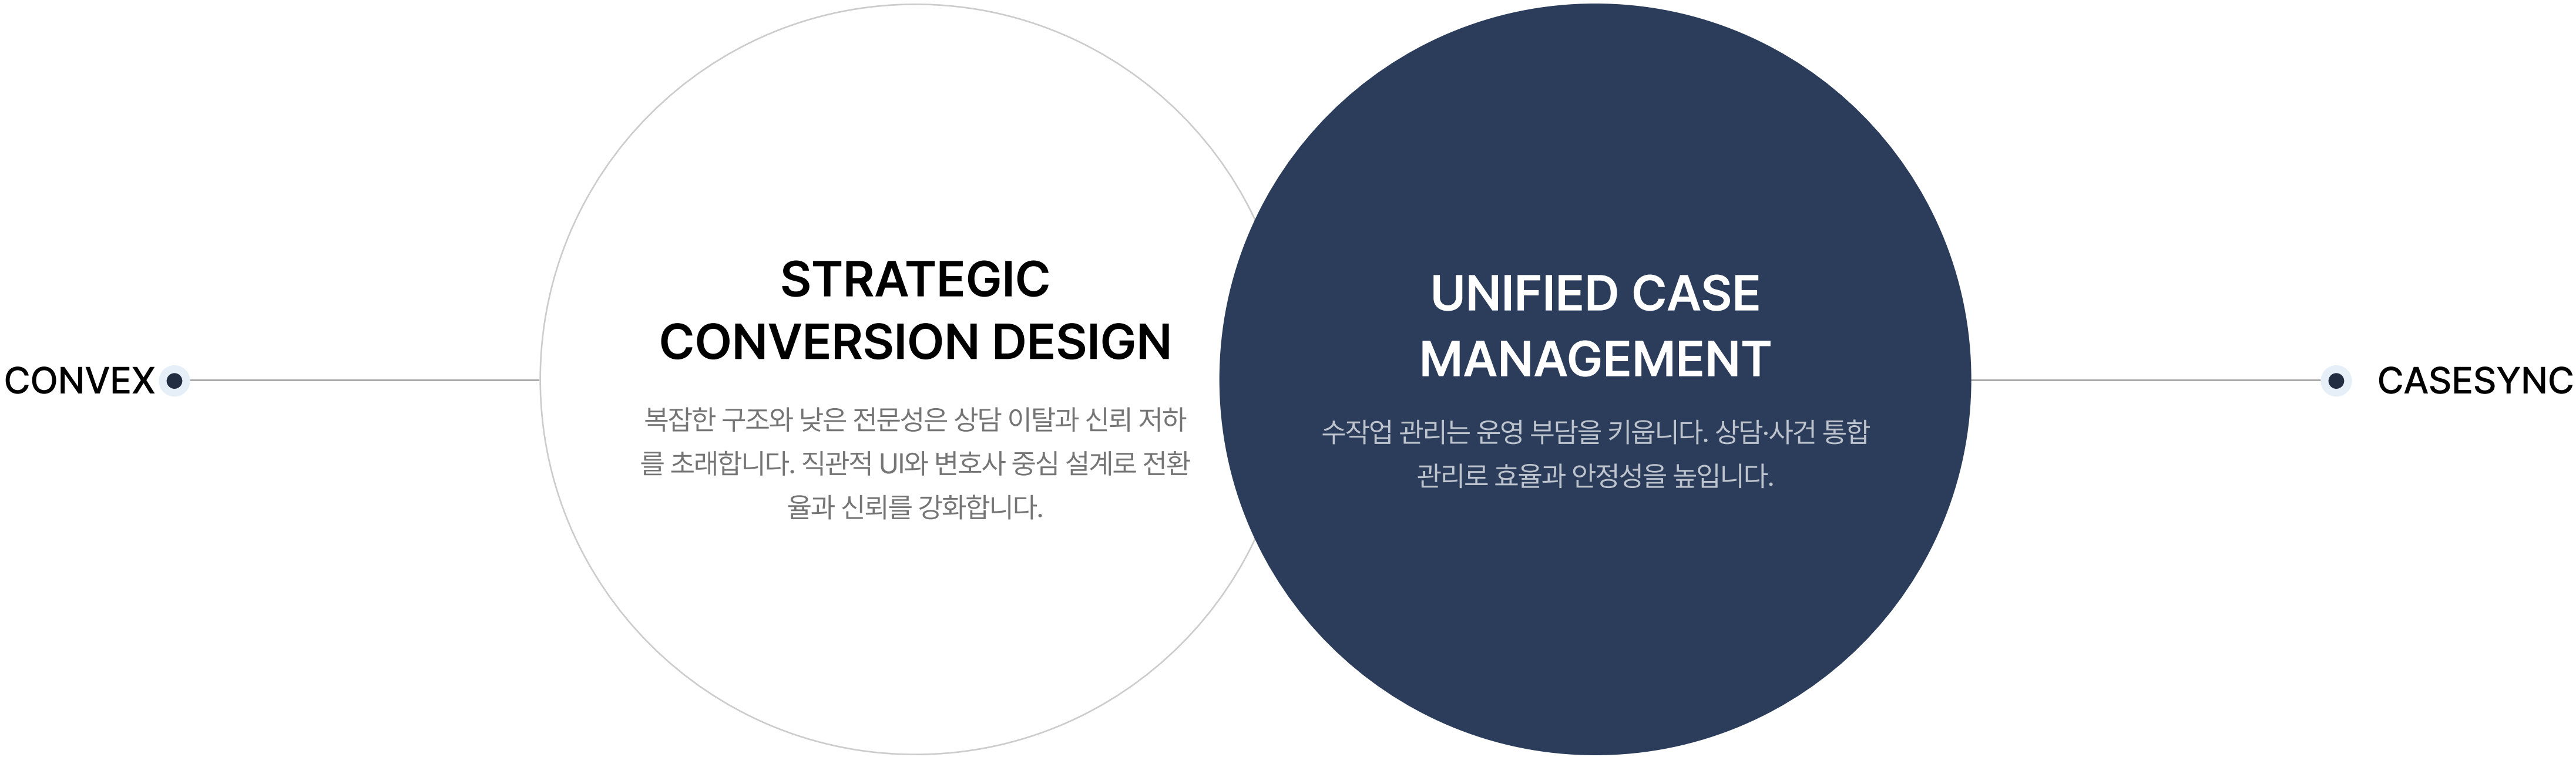 CONVEX
STRATEGIC
CONVERSION DESIGN
복잡한 구조와 낮은 전문성은 상담 이탈과 신뢰 저하
를 초래합니다. 직관적 UI와 변호사 중심 설계로 전환
율과 신뢰를 강화합니다.
UNIFIED CASE
MANAGEMENT
수작업 관리는 운영 부담을 키웁니다. 상담·사건 통합
관리로 효율과 안정성을 높입니다.
CASESYNC